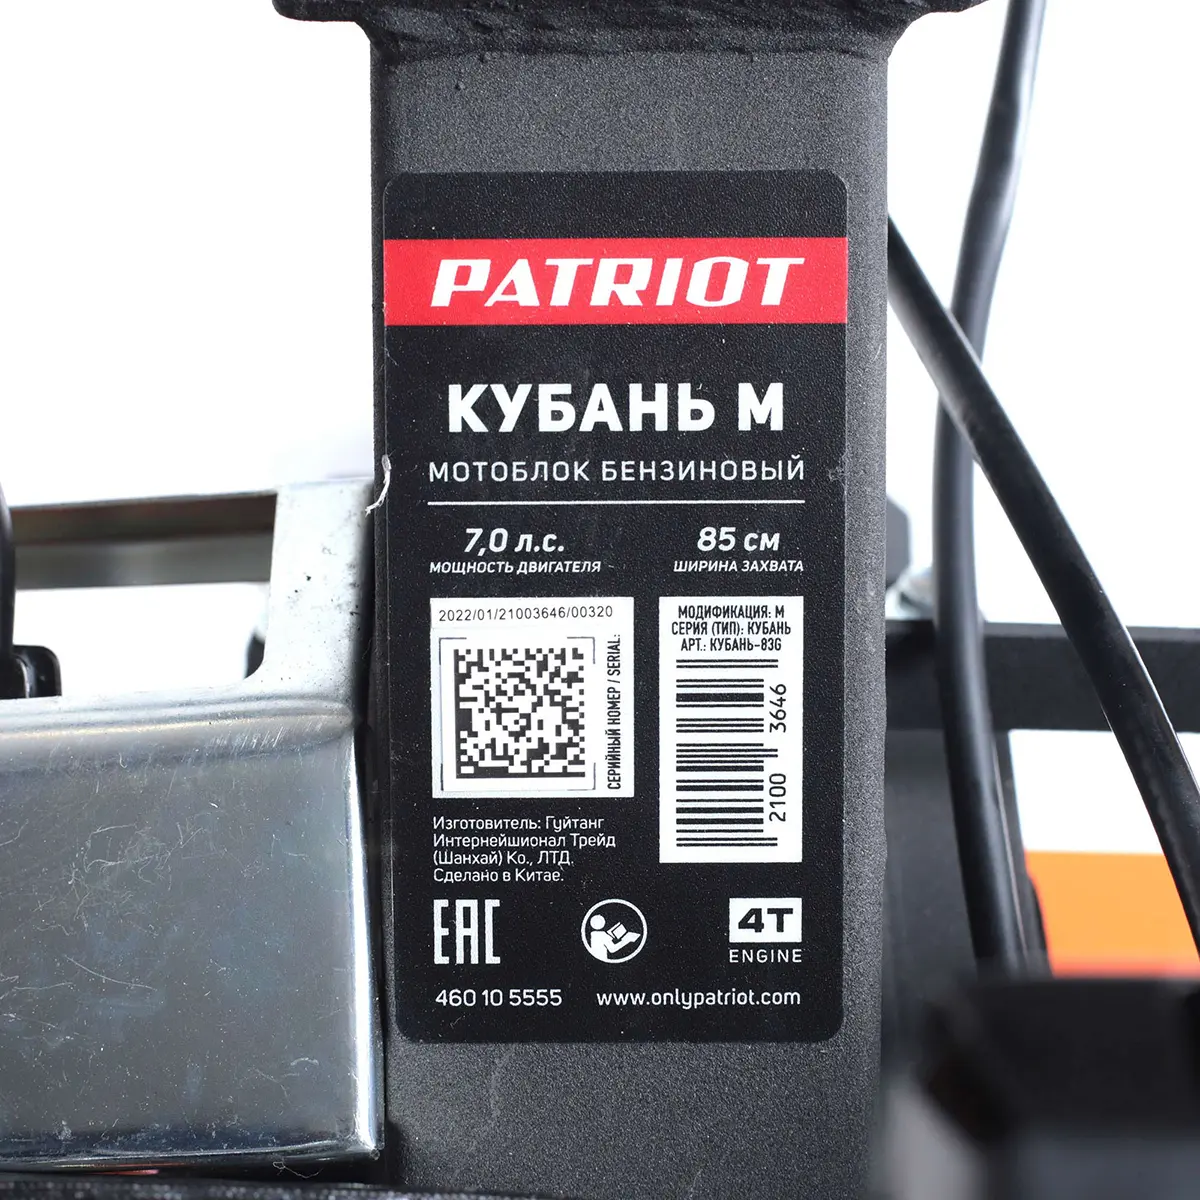 PATRIOT
КУБАНЬ М
МОТОБЛОК БЕНЗИНОВЫЙ
7,0 л.с.
МОЩНОСТЬ ДВИГАТЕЛЯ
85 см
ШИРИНА ЗАХВАТА
2022/01/21003646/00320
СЕРИЙНЫЙ НОМЕР / SERIAL:
МОДИФИКАЦИЯ: М
СЕРИЯ (ТИП): КУБАНЬ
АРТ.: КУБАНЬ-83G
2100 3646
Изготовитель: Гуйтанг
Интернейшионал Трейд
(Шанхай) Ко., ЛТД.
Сделано в Китае.
EAC
4T
ENGINE
460 10 5555
www.onlypatriot.com